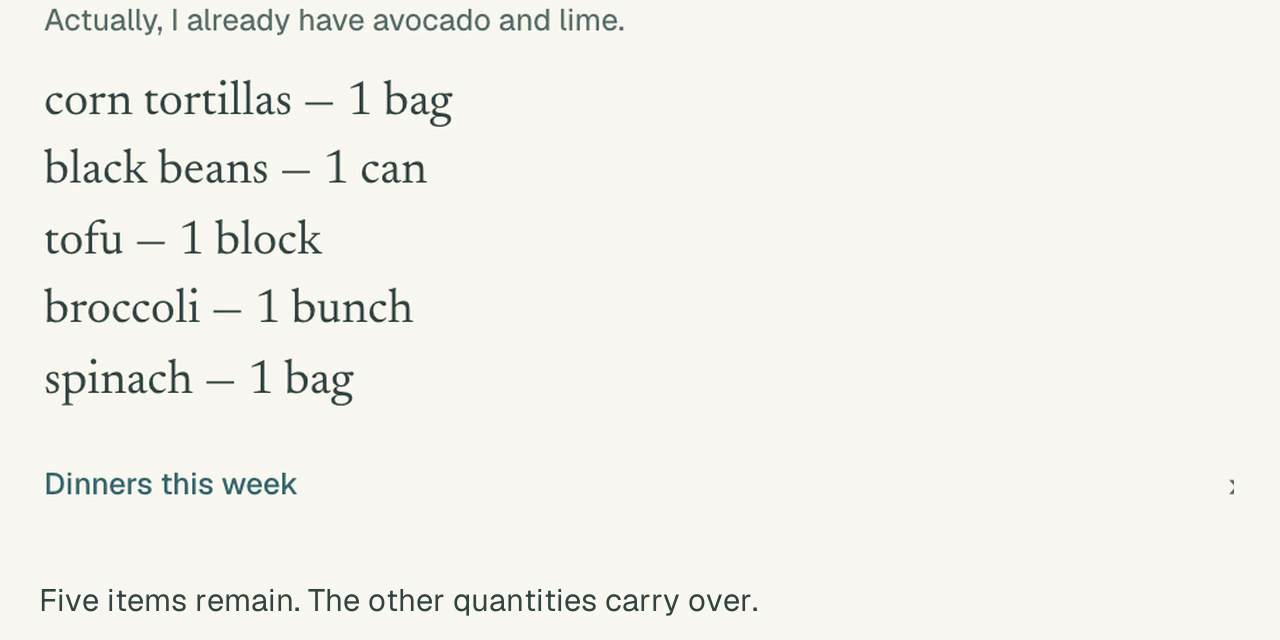 Actually, I already have avocado and lime.
corn tortillas – 1 bag
black beans – 1 can
tofu – 1 block
broccoli – 1 bunch
spinach – 1 bag
Dinners this week
Five items remain. The other quantities carry over.